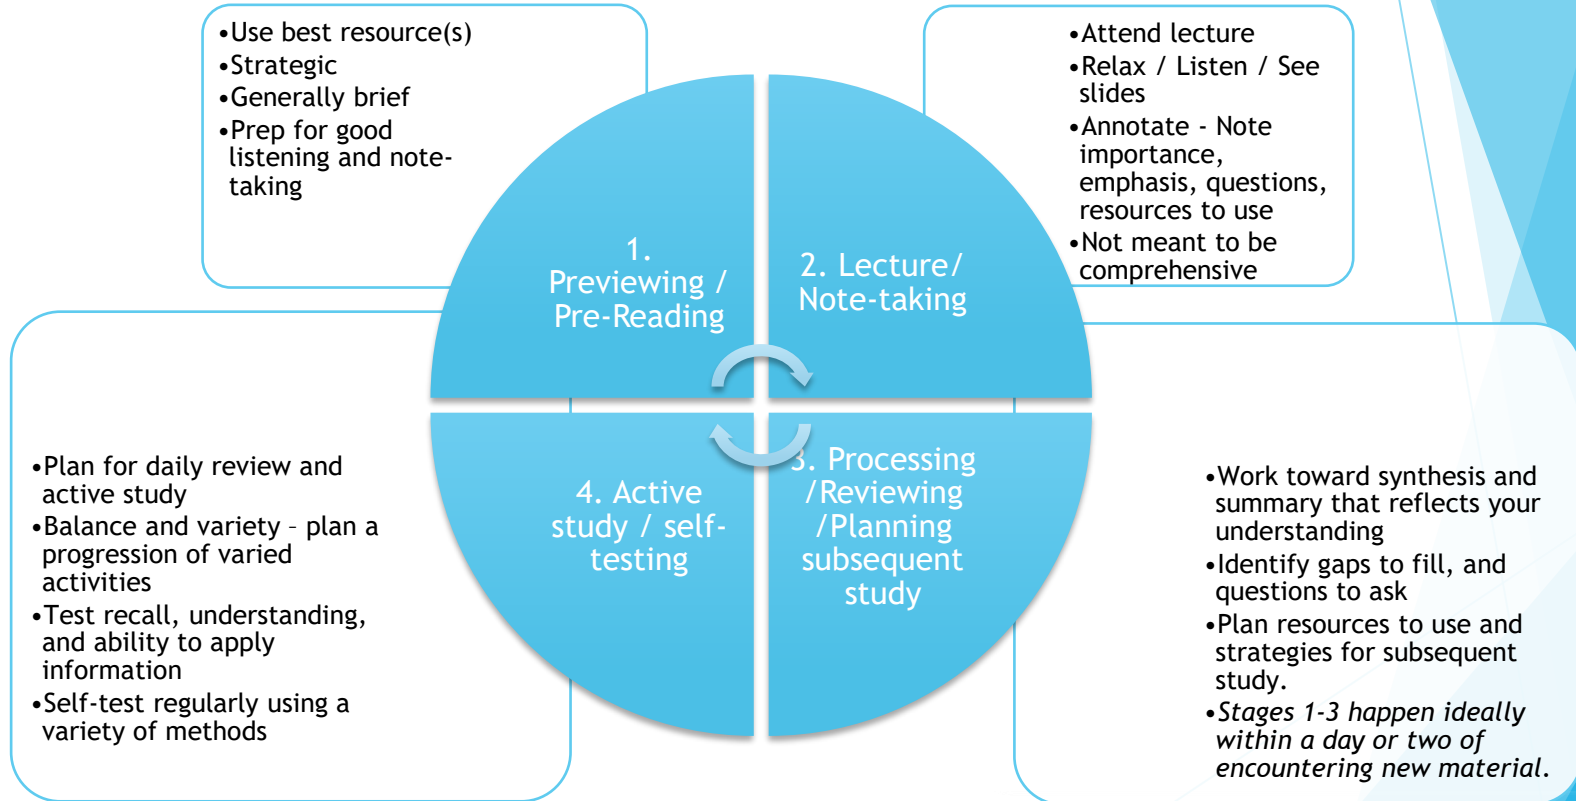 •Use best resource(s)
•Strategic
•Generally brief
•Prep for good
listening and note-
taking
•Attend lecture
•Relax / Listen / See
slides
•Annotate - Note
importance,
emphasis, questions,
resources to use
•Not meant to be
comprehensive
1.
Previewing /
Pre-Reading
2. Lecture/
Note-taking
3. Processing
/Reviewing
/Planning
subsequent
study
4. Active
study / self-
testing
•Work toward synthesis and
summary that reflects your
understanding
•Identify gaps to fill, and
questions to ask
•Plan resources to use and
strategies for subsequent
study.
•Stages 1-3 happen ideally
within a day or two of
encountering new material.
•Plan for daily review and
active study
•Balance and variety – plan a
progression of varied
activities
•Test recall, understanding,
and ability to apply
information
•Self-test regularly using a
variety of methods